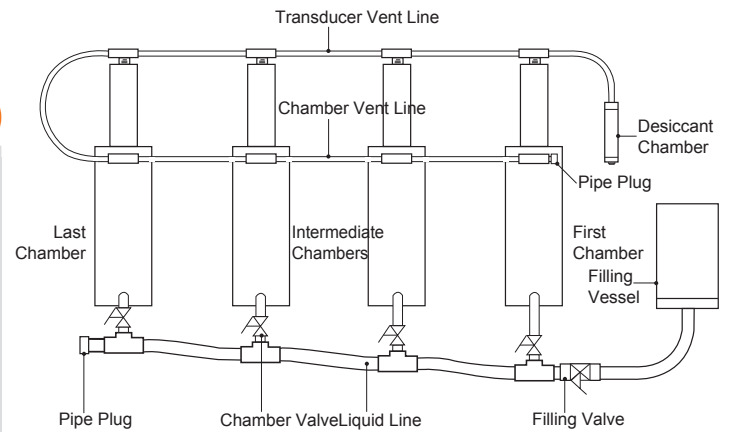 Transducer Vent Line
Chamber Vent Line
Desiccant
Chamber
Pipe Plug
Last
Chamber
Intermediate
Chambers
First
Chamber
Filling
Vessel
Pipe Plug
Chamber Valve
Liquid Line
Filling Valve